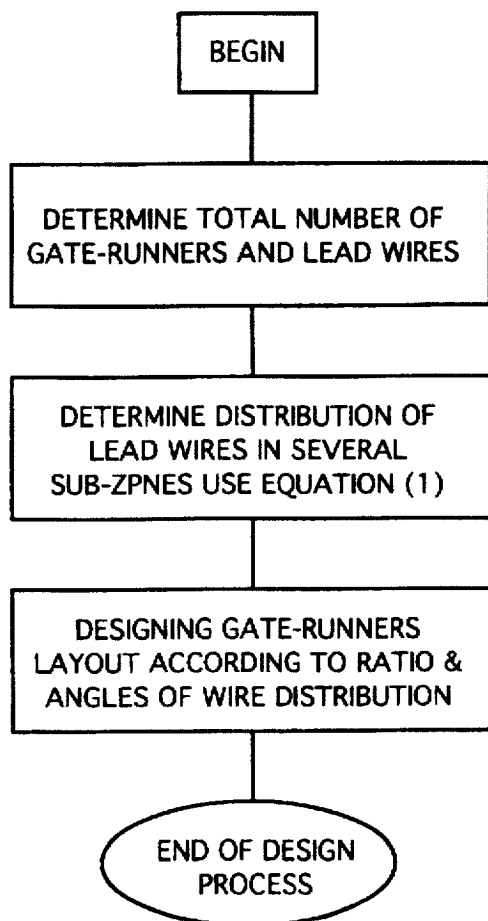 BEGIN
DETERMINE TOTAL NUMBER OF
GATE-RUNNERS AND LEAD WIRES
DETERMINE DISTRIBUTION OF
LEAD WIRES IN SEVERAL
SUB-ZPNES USE EQUATION (1)
DESIGNING GATE-RUNNERS
LAYOUT ACCORDING TO RATIO &
ANGLES OF WIRE DISTRIBUTION
END OF DESIGN
PROCESS